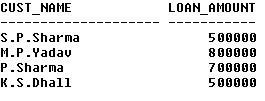 CUST_NAME            LOAN_AMOUNT
-------------------- -----------
S.P.Sharma                500000
M.P.Yadav                 800000
P.Sharma                  700000
K.S.Dhall                 500000